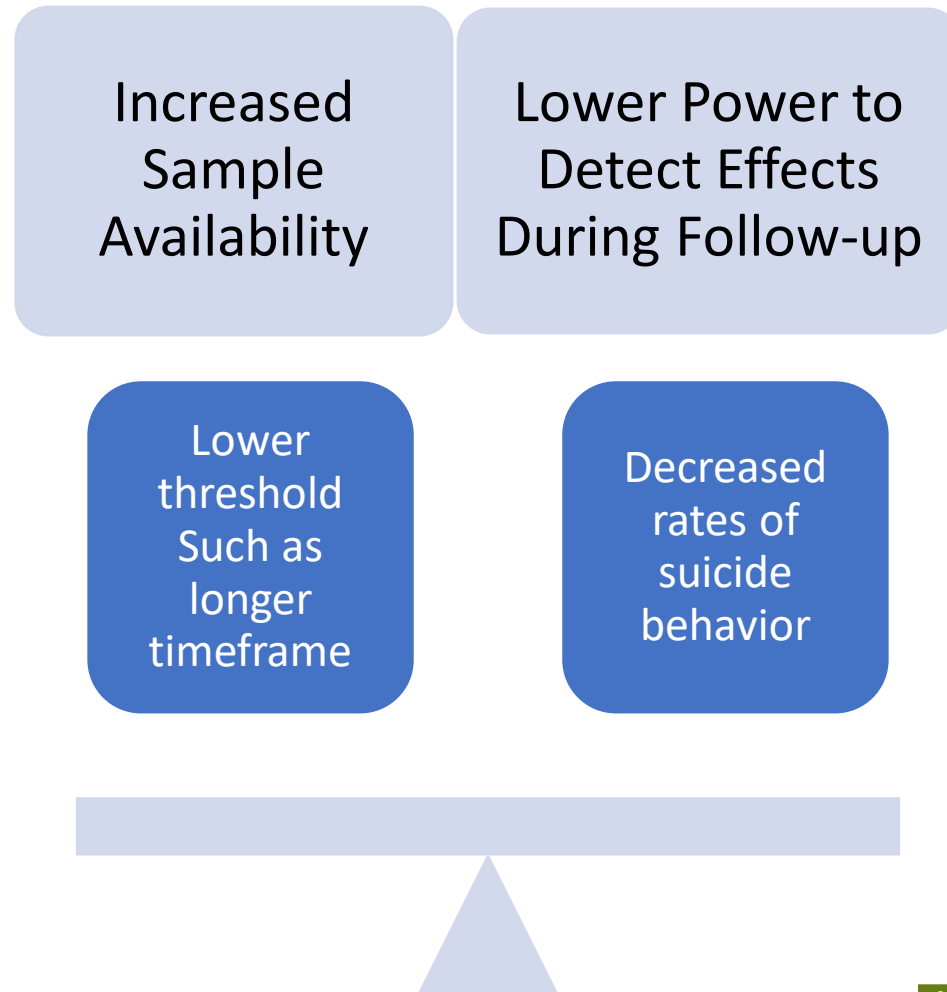 Increased
Sample
Availability
Lower Power to
Detect Effects
During Follow-up
Lower
threshold
Such as
longer
timeframe
Decreased
rates of
suicide
behavior